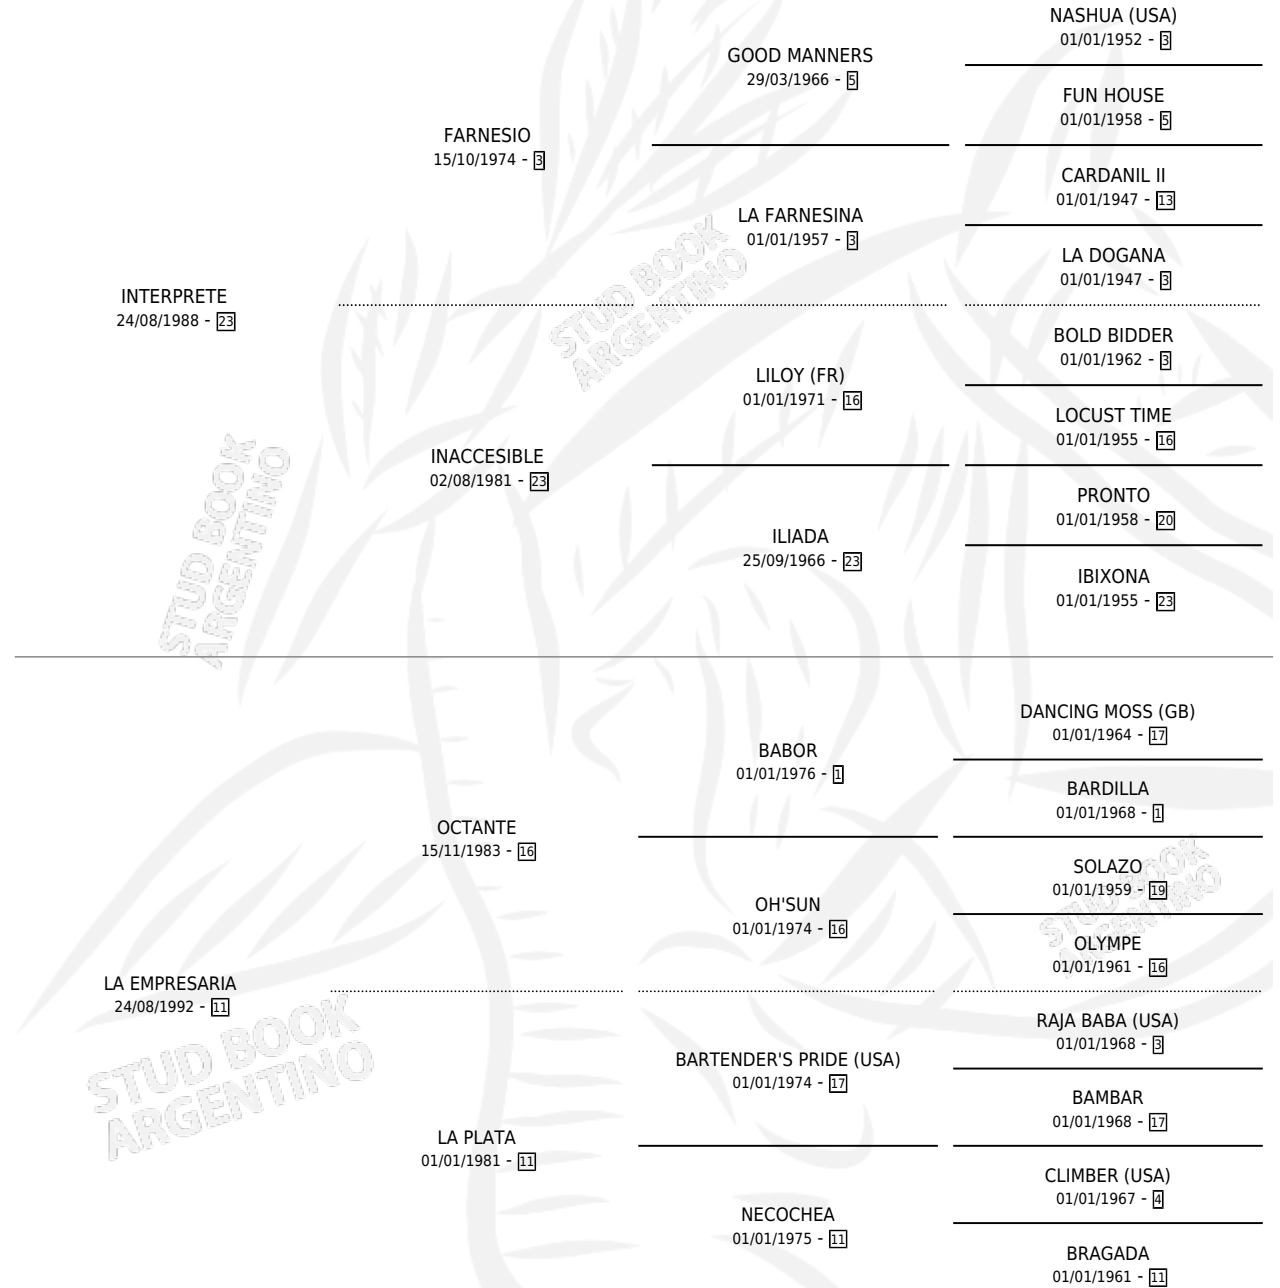 NASHUA (USA)
01/01/1952 - 3
GOOD MANNERS
29/03/1966 - 5
FUN HOUSE
01/01/1958 - 5
FARNESIO
15/10/1974 - 3
CARDANIL II
01/01/1947 - 13
LA FARNESINA
01/01/1957 - 3
LA DOGANA
01/01/1947 - 3
INTERPRETE
24/08/1988 - 23
BOLD BIDDER
01/01/1962 - 3
LILOY (FR)
01/01/1971 - 16
LOCUST TIME
01/01/1955 - 16
INACCESIBLE
02/08/1981 - 23
PRONTO
01/01/1958 - 20
ILIADA
25/09/1966 - 23
IBIXONA
01/01/1955 - 23
STUD BOOK
ARGENTINO
STUD BOOK
ARGENTINO
DANCING MOSS (GB)
01/01/1964 - 17
BABOR
01/01/1976 - 1
BARDILLA
01/01/1968 - 1
OCTANTE
15/11/1983 - 16
SOLAZO
01/01/1959 - 19
OH'SUN
01/01/1974 - 16
OLYMPE
01/01/1961 - 16
LA EMPRESARIA
24/08/1992 - 11
RAJA BABA (USA)
01/01/1968 - 3
BARTENDER'S PRIDE (USA)
01/01/1974 - 17
BAMBAR
01/01/1968 - 17
LA PLATA
01/01/1981 - 11
CLIMBER (USA)
01/01/1967 - 4
NECOCHEA
01/01/1975 - 11
BRAGADA
01/01/1961 - 11
STUD BOOK
ARGENTINO
STUD BOOK
ARGENTINO